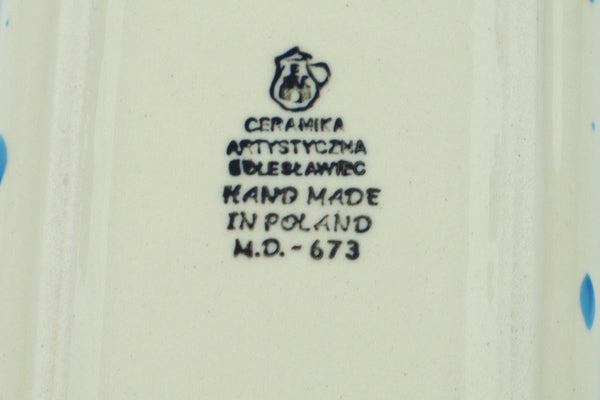 CERAMIKA
ARTYSTYCZNA
BOLESŁAWIEC
HAND MADE
IN POLAND
M.D. - 673